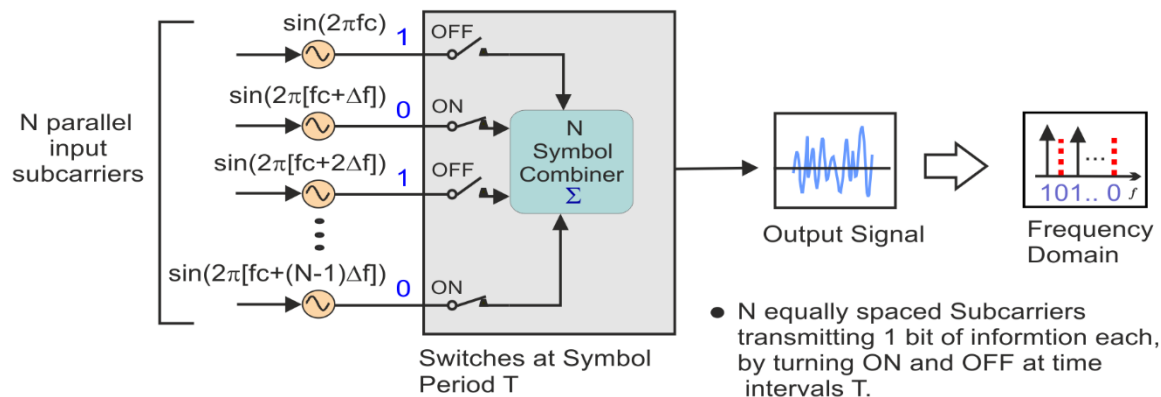 N parallel
input
subcarriers
sin(2πfc)
1
OFF
sin(2π[fc+Δf])
0
ON
sin(2π[fc+2Δf])
1
OFF
sin(2π[fc+(N-1)Δf])
0
ON
N
Symbol
Combiner
Σ
Switches at Symbol
Period T
Output Signal
...
101.. 0 f
Frequency
Domain
● N equally spaced Subcarriers
transmitting 1 bit of informtion each,
by turning ON and OFF at time
intervals T.